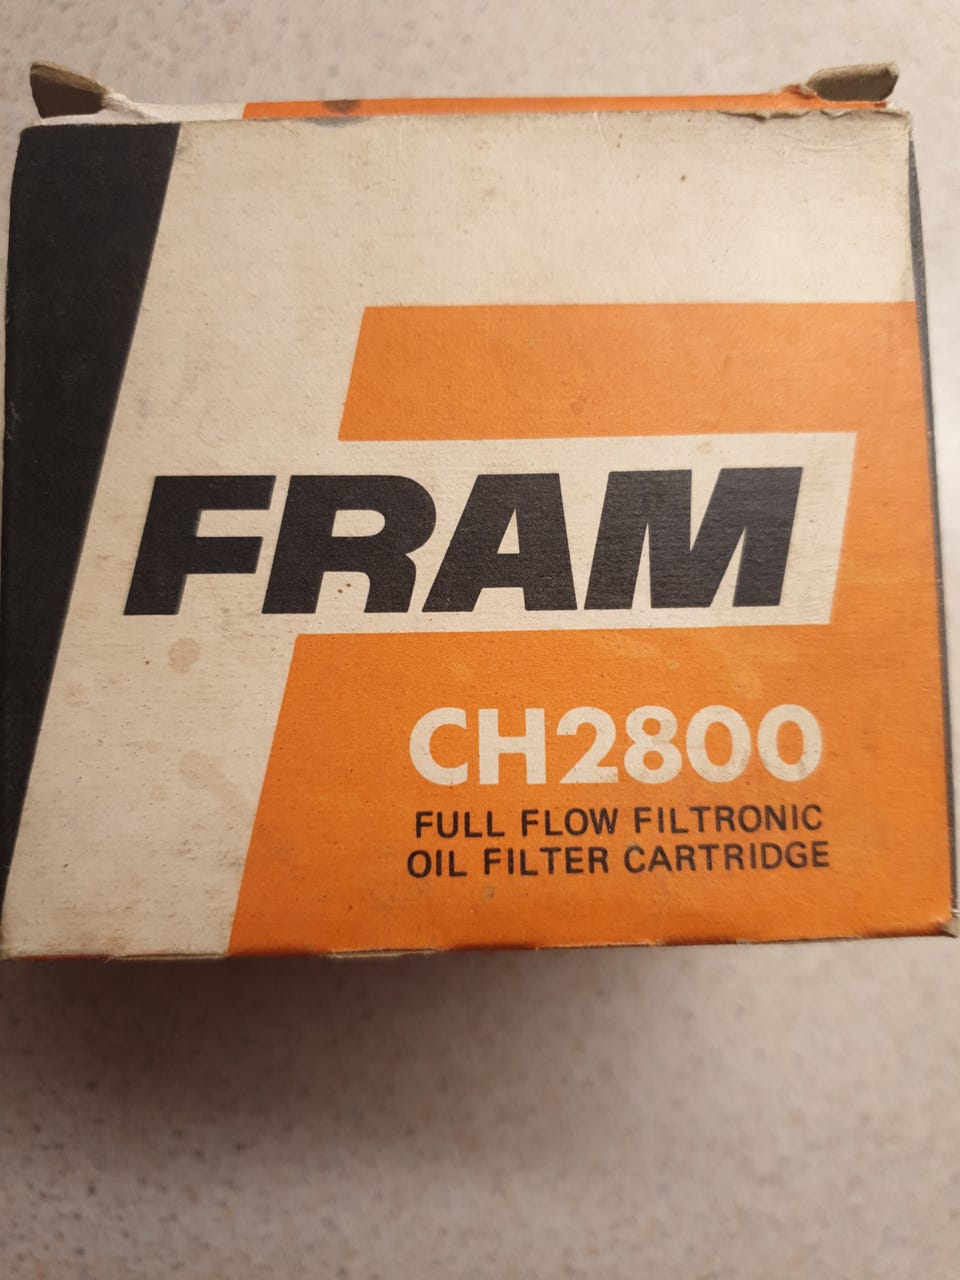 FRAM
CH2800
FULL FLOW FILTRONIC
OIL FILTER CARTRIDGE